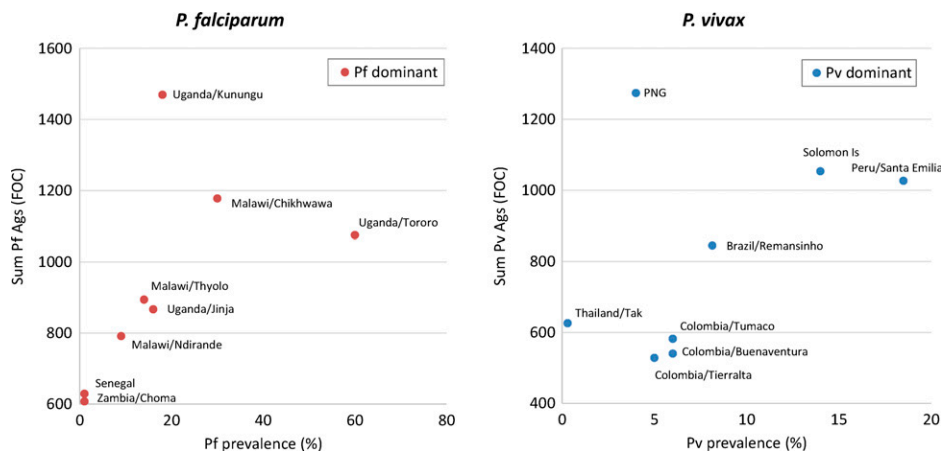 P. falciparum
1600
1400
1200
1000
800
600
Sum Pf Ags (FOC)
Pf dominant
Uganda/Kunungu
Malawi/Chikhwawa
Uganda/Tororo
Malawi/Thyolo
Uganda/Jinja
Malawi/Ndirande
Senegal
Zambia/Choma
0 20 40 60 80
Pf prevalence (%)
P. vivax
1400
1200
1000
800
600
400
Sum Pv Ags (FOC)
Pv dominant
PNG
Solomon Is
Peru/Santa Emilia
Brazil/Remansinho
Thailand/Tak
Colombia/Tumaco
Colombia/Buenaventura
Colombia/Tierralta
0 5 10 15 20
Pv prevalence (%)